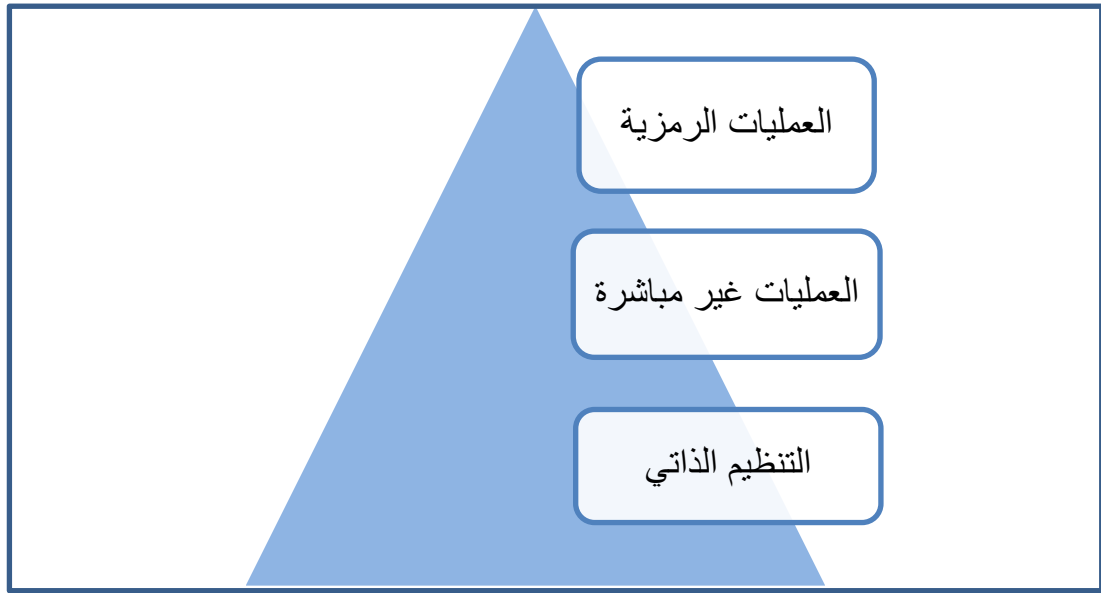 العمليات الرمزية
العمليات غير مباشرة
التنظيم الذاتي